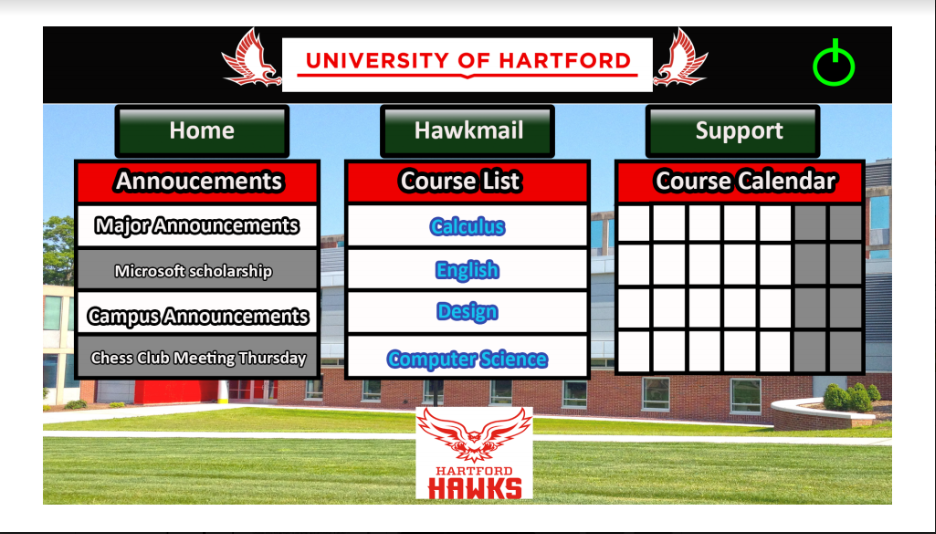 UNIVERSITY OF HARTFORD
Home
Hawkmail
Support
Annoucements
Major Announcements
Microsoft scholarship
Campus Announcements
Chess Club Meeting Thursday
Course List
Calculus
English
Design
Computer Science
Course Calendar
HARTFORD
HAWKS